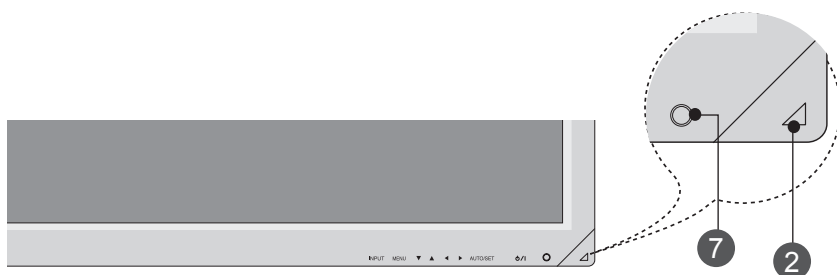 INPUT MENU ▼ ▲ ◄ ► AUTO/SET ⏻/I
7
2